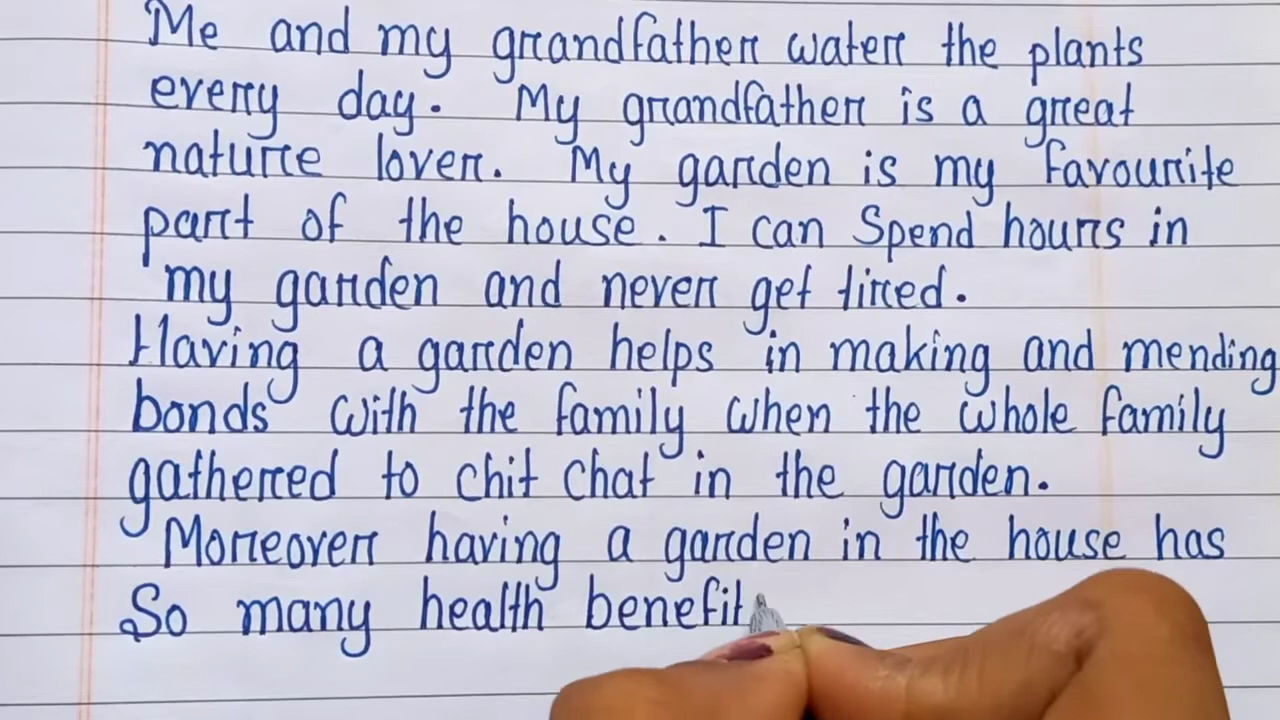 Me and my grandfather water the plants
every day. My grandfather is a great
nature lover. My garden is my favourite
part of the house. I can Spend hours in
my garden and never get tired.
Having a garden helps in making and mending
bonds with the family when the whole family
gathered to chit chat in the garden.
Moreover having a garden in the house has
So many health benefit